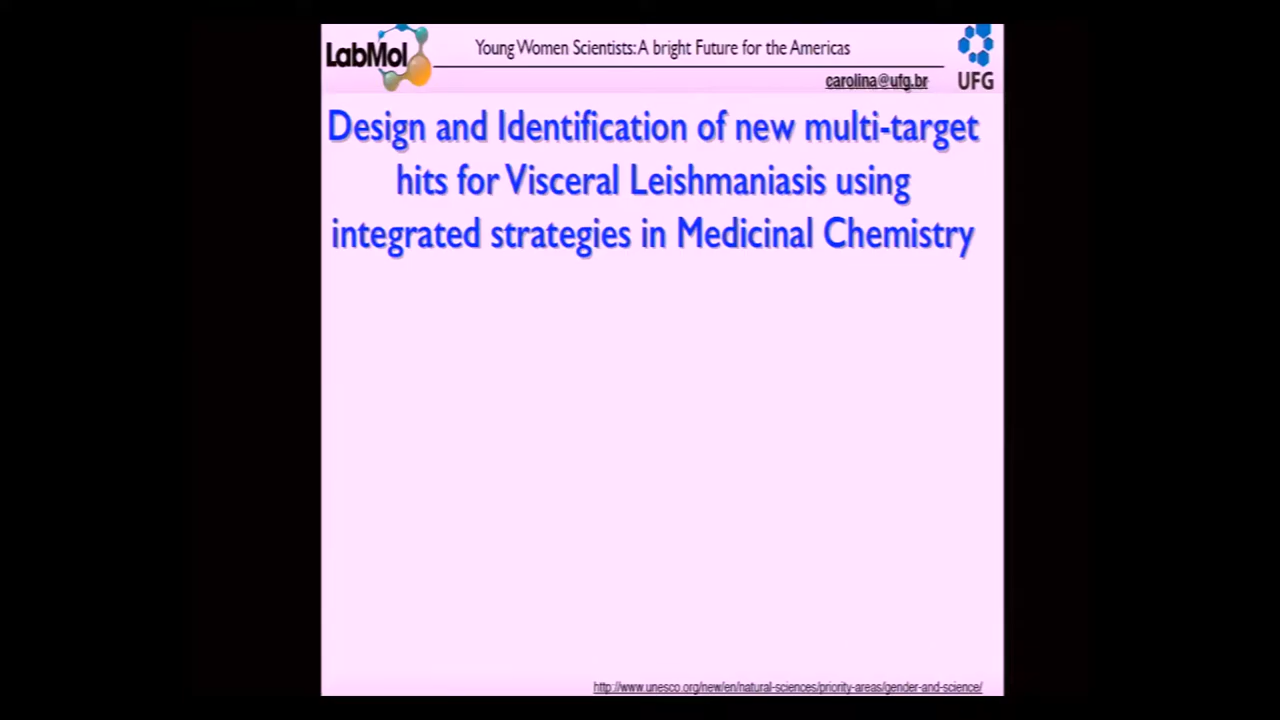 LabMol
Young Women Scientists: A bright Future for the Americas
carolina@ufg.br
UFG
Design and Identification of new multi-target
hits for Visceral Leishmaniasis using
integrated strategies in Medicinal Chemistry
http://www.unesco.org/new/en/natural-sciences/priority-areas/gender-and-science/